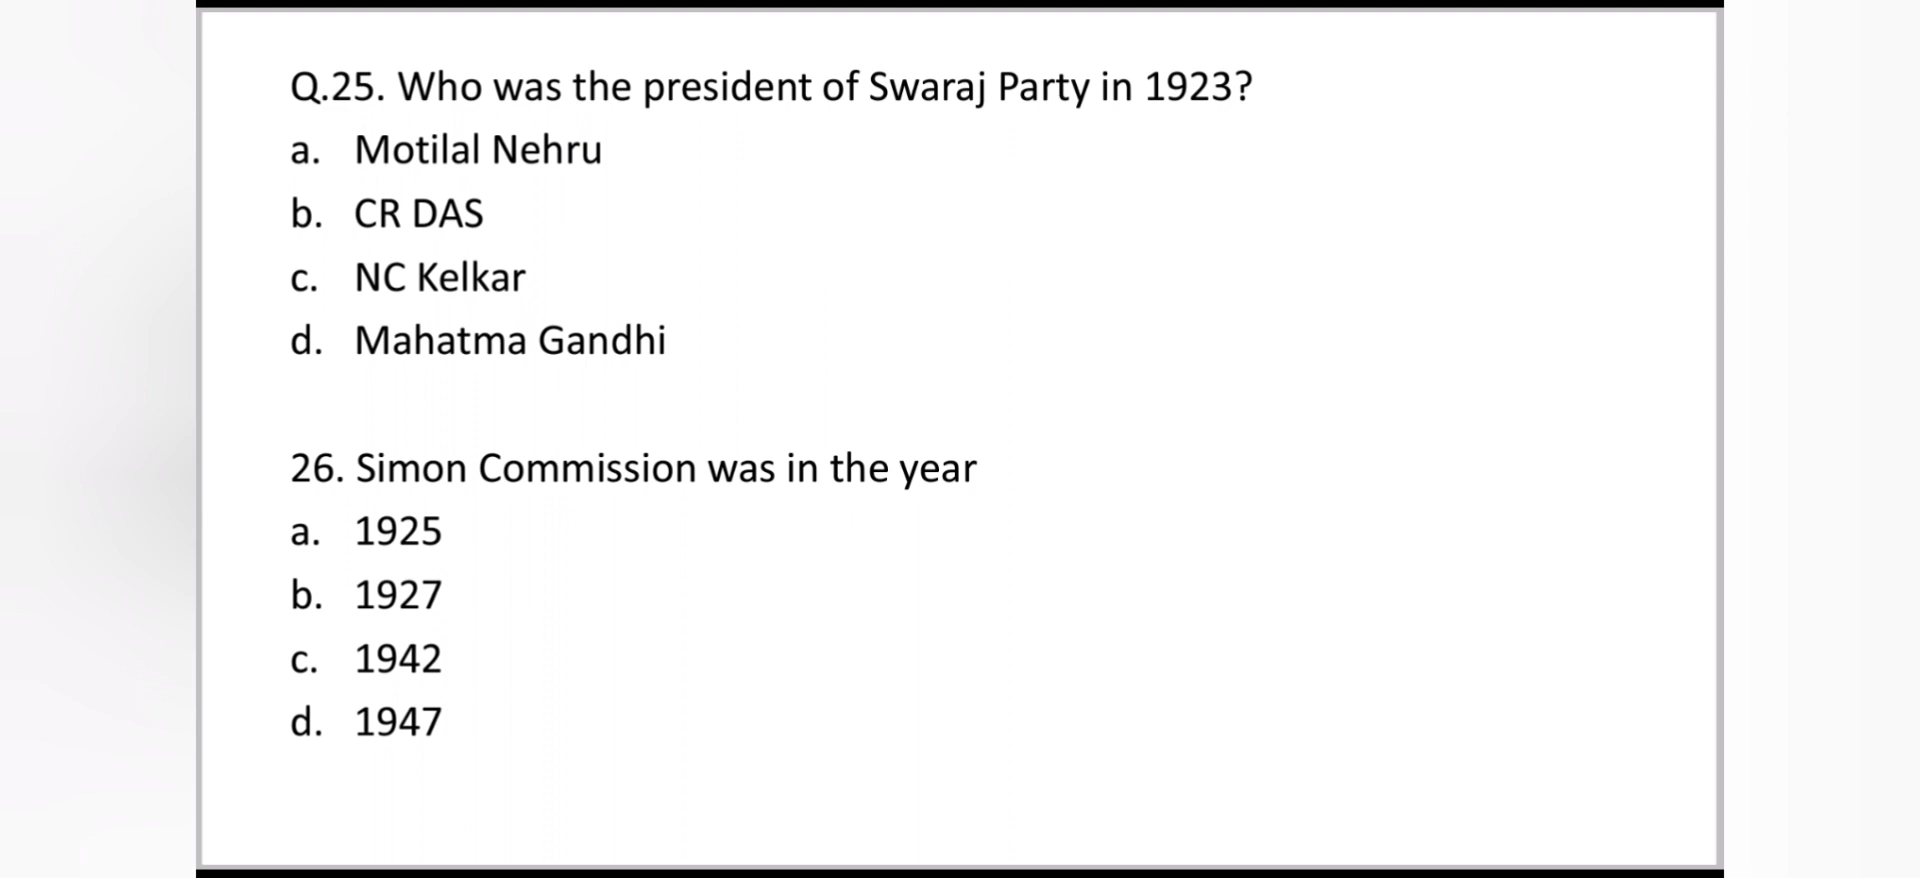 Q.25. Who was the president of Swaraj Party in 1923?
a. Motilal Nehru
b. CR DAS
c. NC Kelkar
d. Mahatma Gandhi
26. Simon Commission was in the year
a. 1925
b. 1927
c. 1942
d. 1947